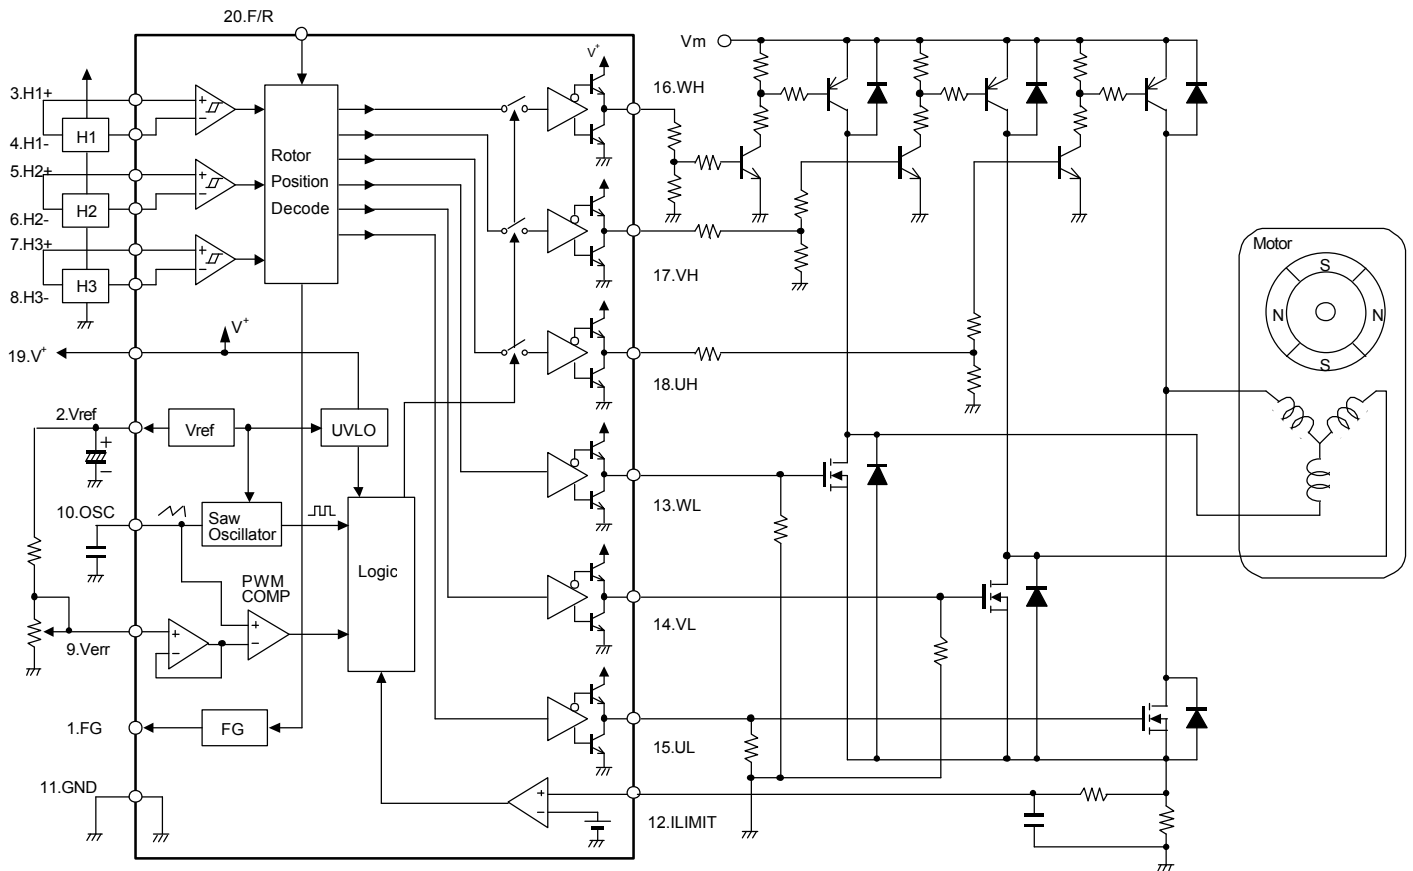 20.F/R
Vm
V+
16.WH
3.H1+
+
−
4.H1-
H1
5.H2+
+
−
6.H2-
H2
7.H3+
+
−
8.H3-
H3
Rotor
Position
Decode
17.VH
Motor
S
N
N
S
19.V+
V+
18.UH
2.Vref
Vref
UVLO
+
−
13.WL
10.OSC
Saw
Oscillator
Logic
PWM
COMP
+
−
+
−
9.Verr
14.VL
1.FG
FG
15.UL
11.GND
+
−
12.ILIMIT